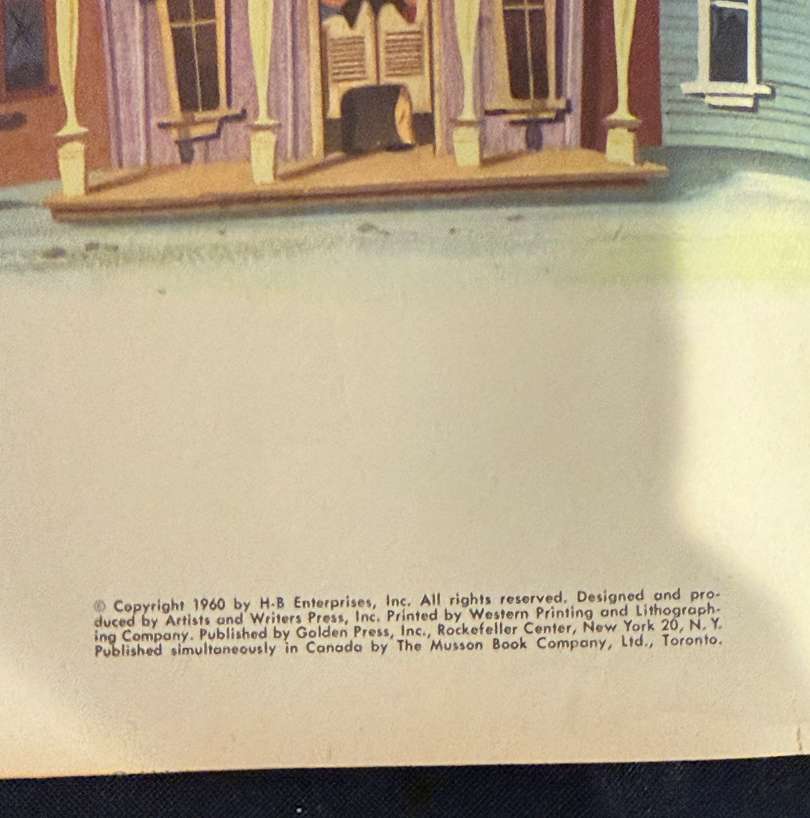 © Copyright 1960 by H-B Enterprises, Inc. All rights reserved. Designed and pro-
duced by Artists and Writers Press, Inc. Printed by Western Printing and Lithograph-
ing Company. Published by Golden Press, Inc., Rockefeller Center, New York 20, N. Y.
Published simultaneously in Canada by The Musson Book Company, Ltd., Toronto.